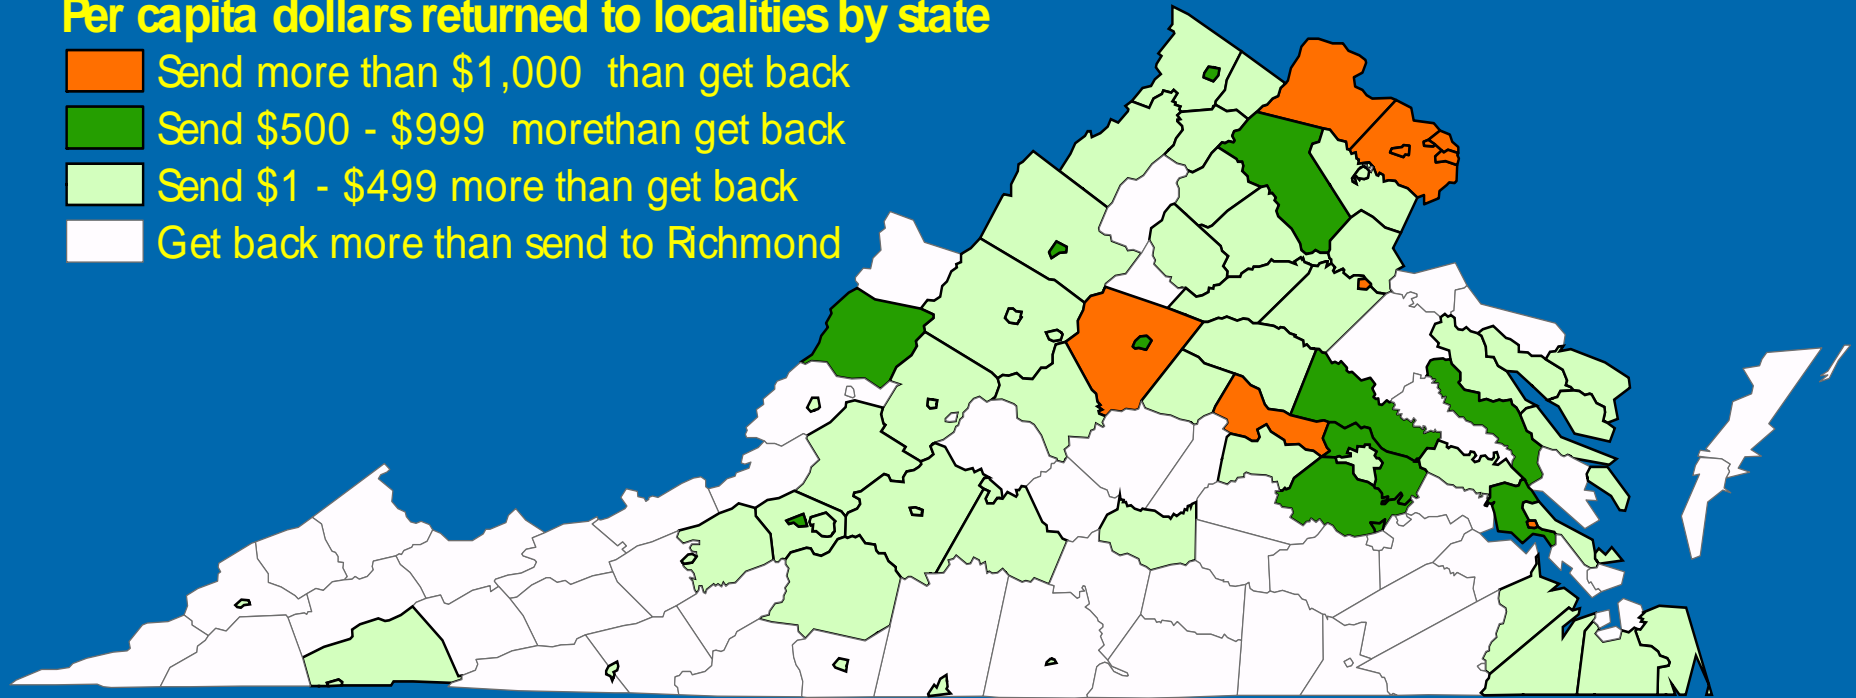 Per capita dollars returned to localities by state
Send more than $1,000 than get back
Send $500 - $999 morethan get back
Send $1 - $499 more than get back
Get back more than send to Richmond